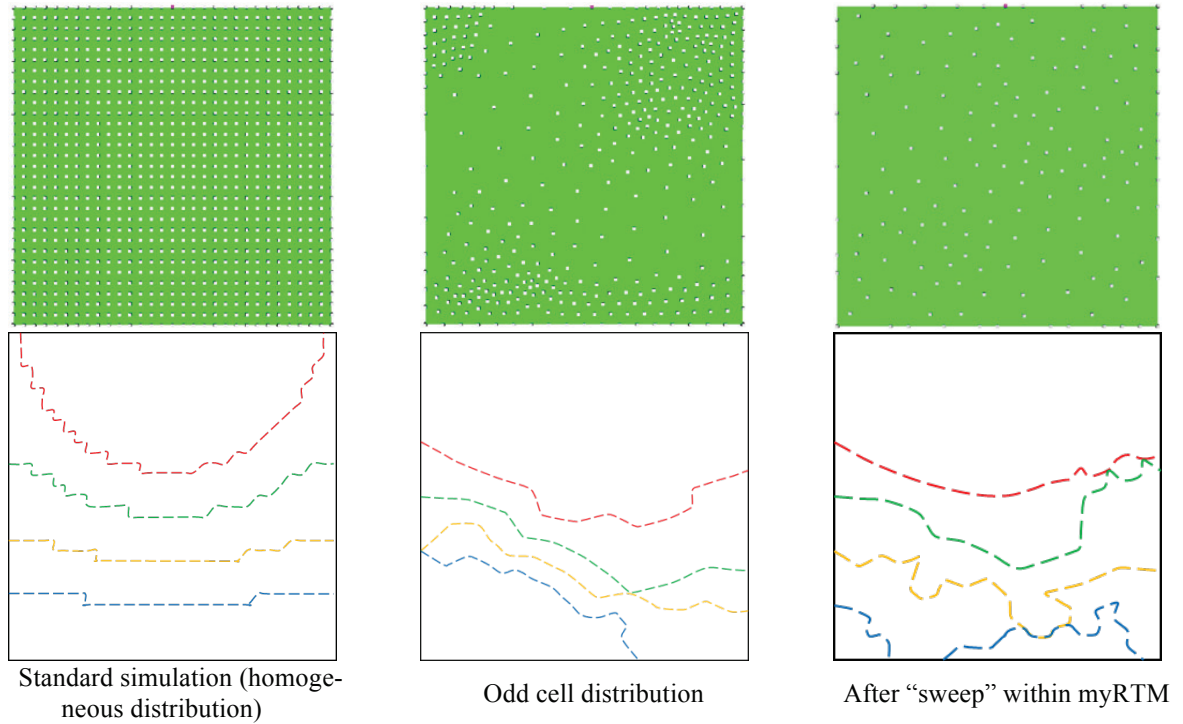 Standard simulation (homoge-
neous distribution)
Odd cell distribution
After “sweep” within myRTM